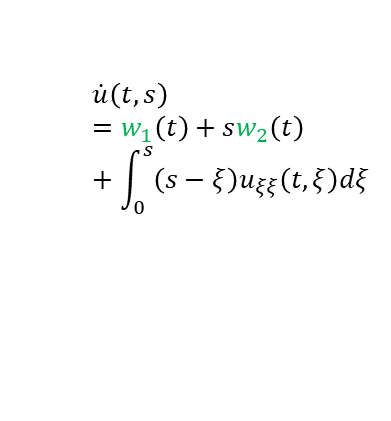 u̇(t, s)
= w₁(t) + sw₂(t)
+ ∫₀ˢ (s − ξ)u_ξξ(t, ξ)dξ